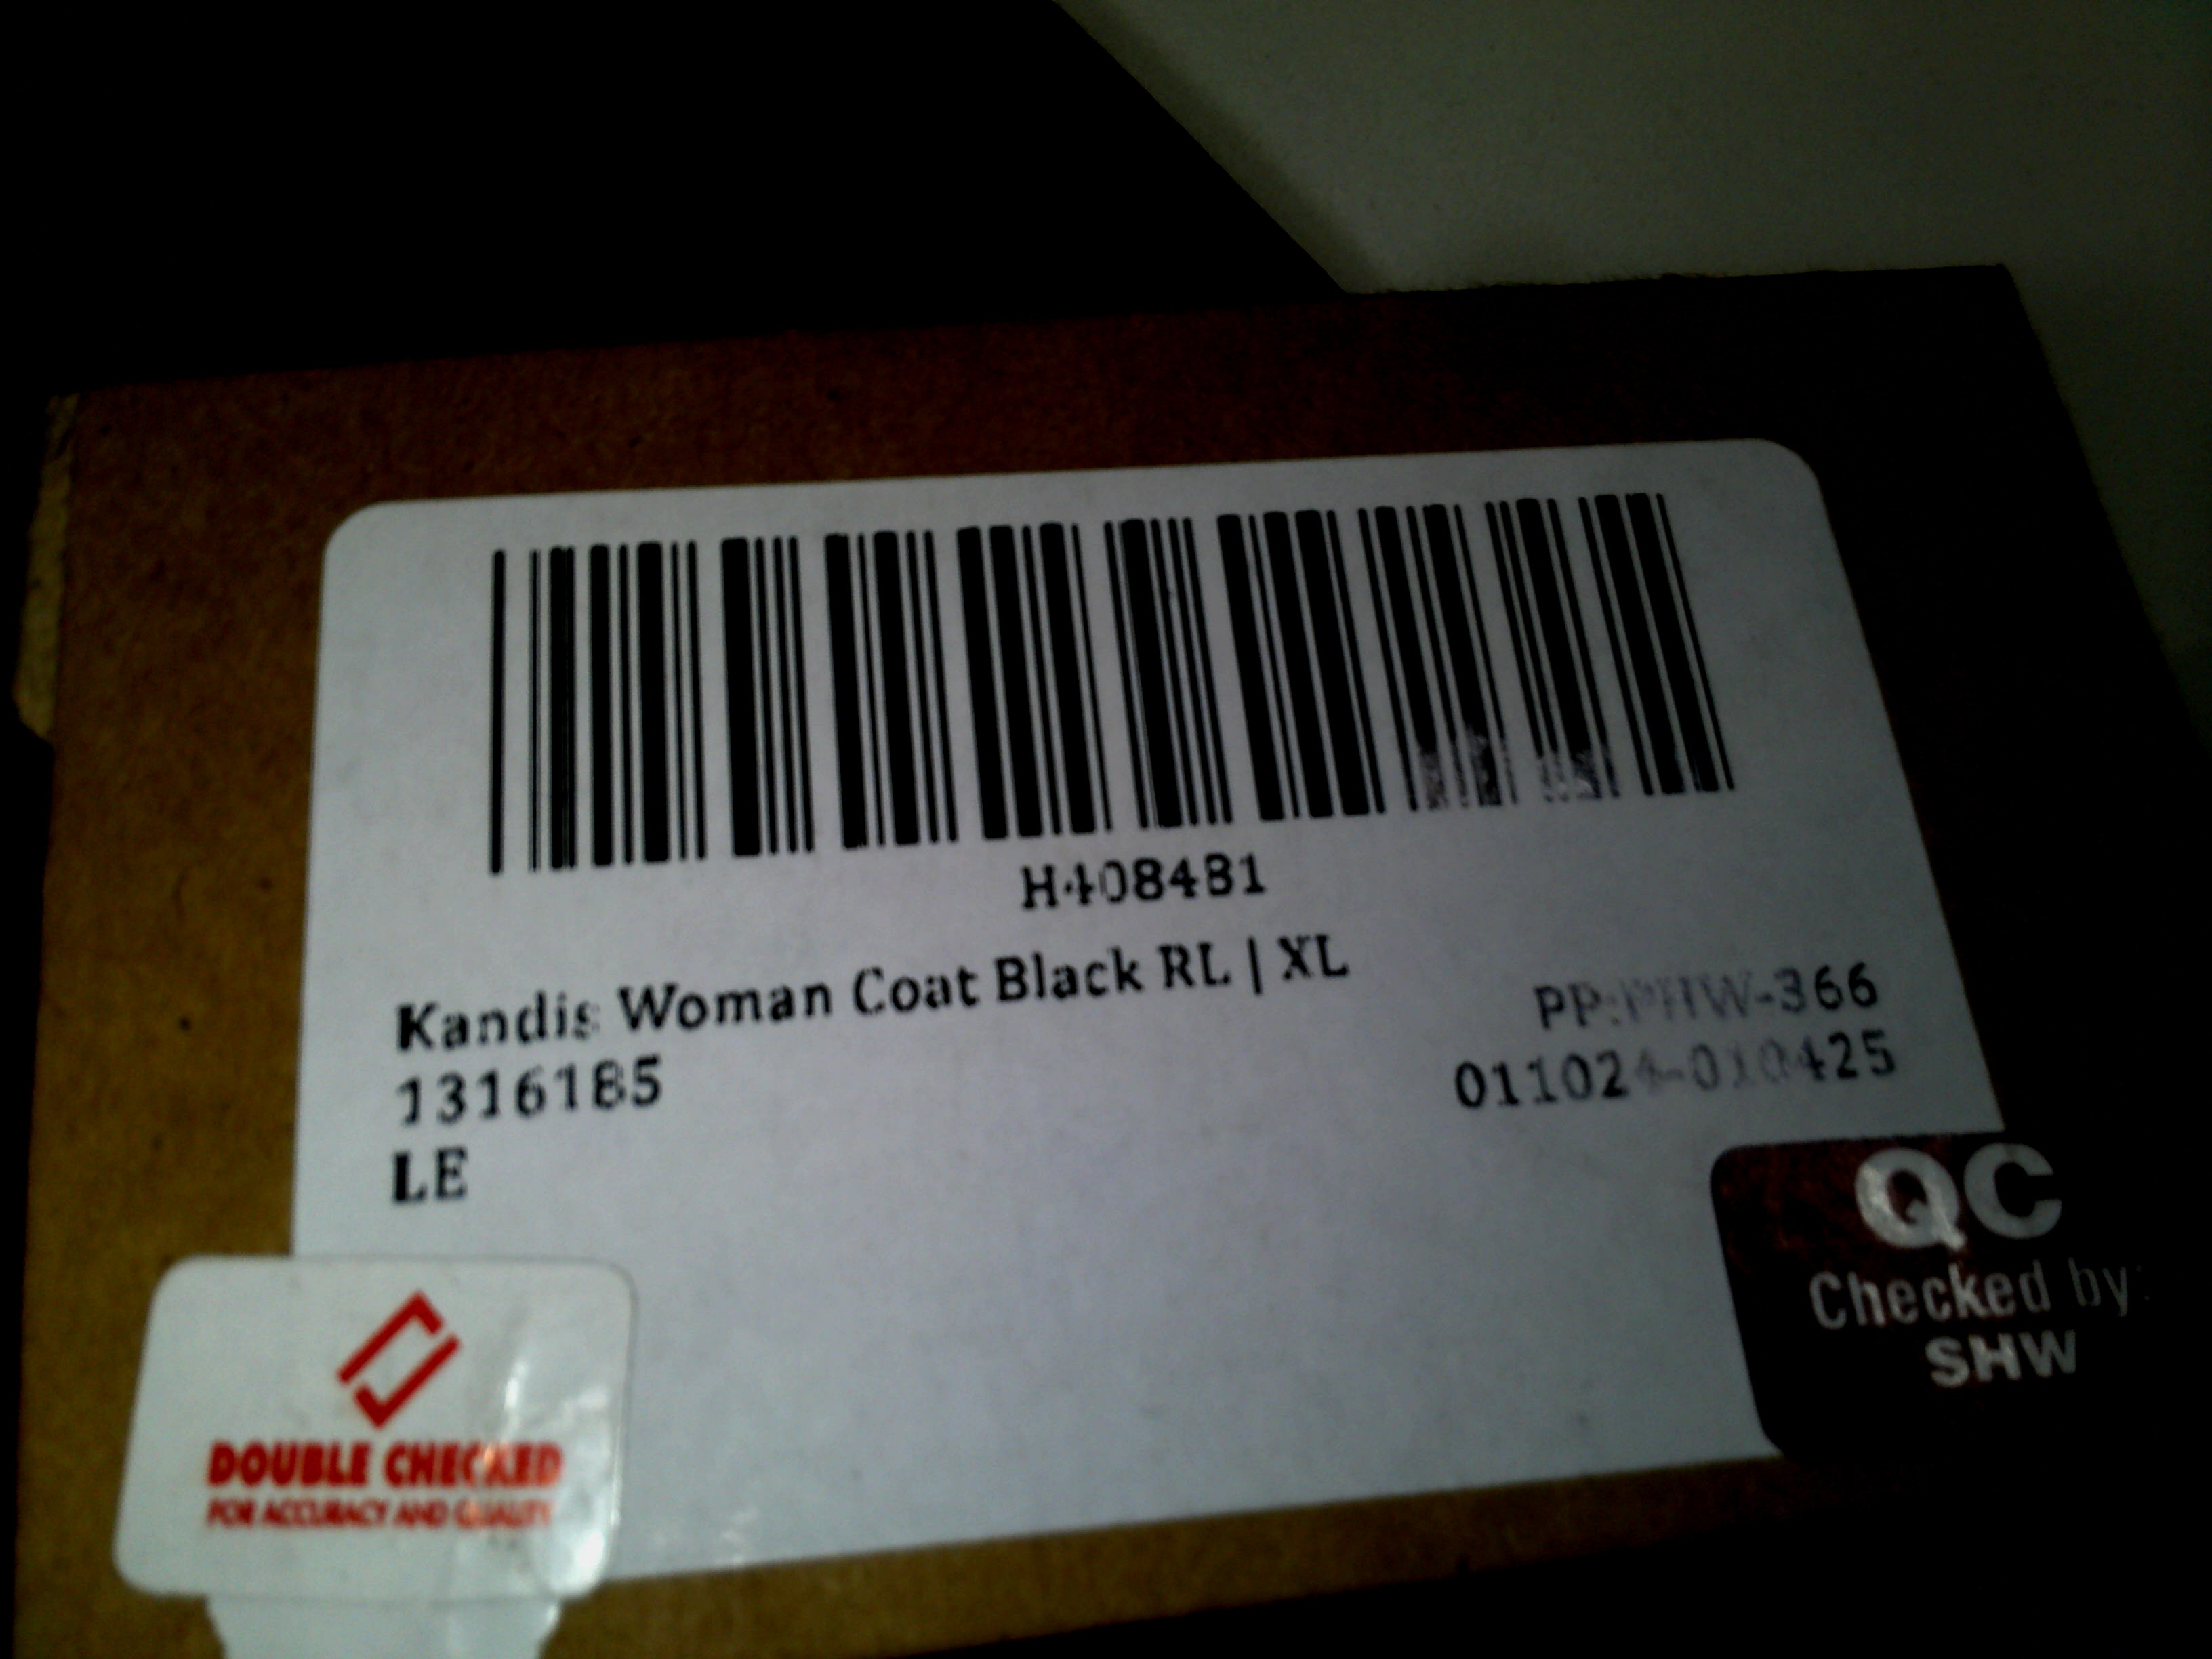 H408481
Kandis Woman Coat Black RL | XL
1316185
LE
PP:PHW-366
011024-010425
QC
Checked by:
SHW
DOUBLE CHECKED
FOR ACCURACY AND QUALITY